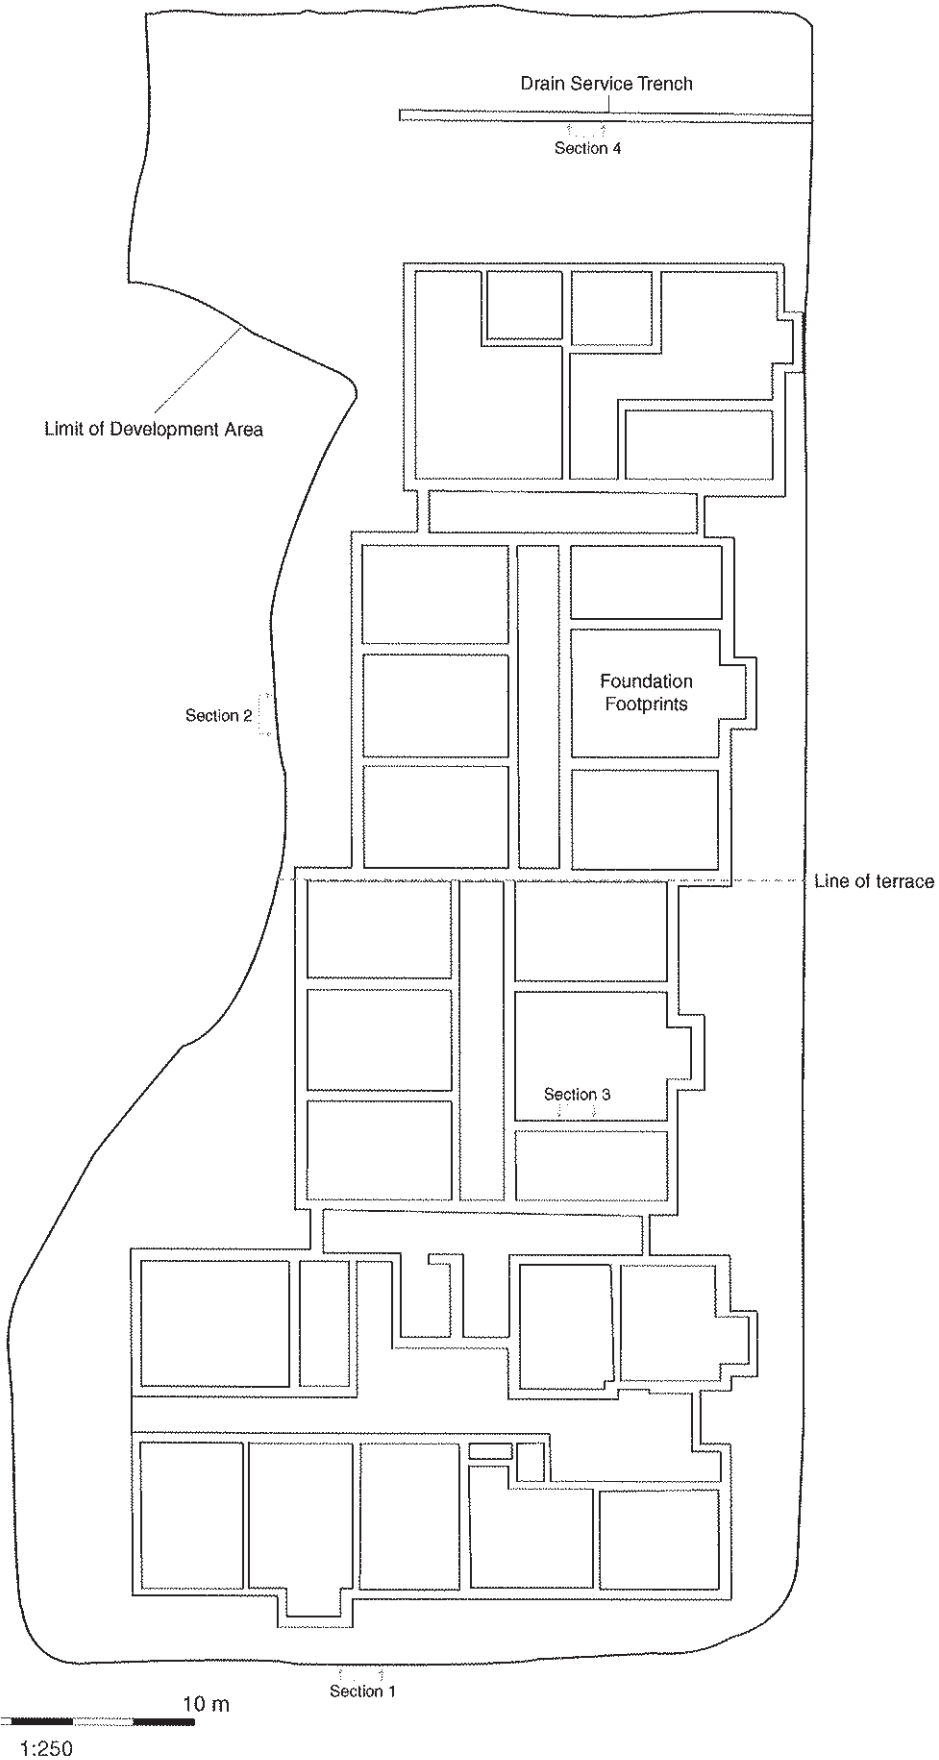 Drain Service Trench
Section 4
Limit of Development Area
Foundation
Footprints
Section 2
Line of terrace
Section 3
Section 1
10 m
1:250